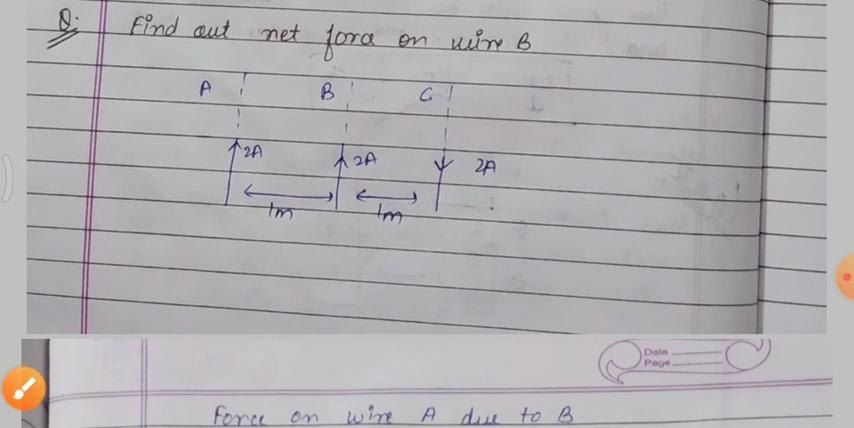 Q. Find out net force on wire B
A B C
2A 2A 2A
1m 1m
Date
Page
Force on wire A due to B